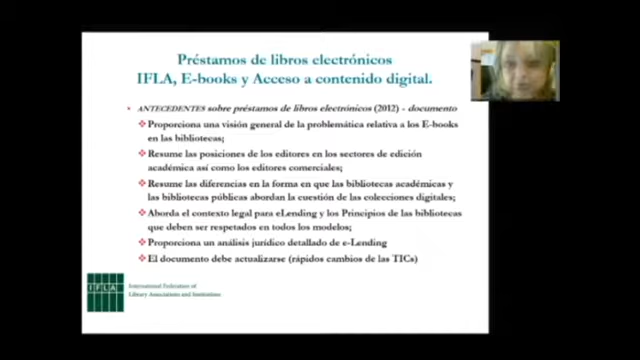 Préstamos de libros electrónicos
IFLA, E-books y Acceso a contenido digital.
• ANTECEDENTES sobre préstamos de libros electrónicos (2012) - documento
❖Proporciona una visión general de la problemática relativa a los E-books
en las bibliotecas;
❖Resume las posiciones de los editores en los sectores de edición
académica así como los editores comerciales;
❖Resume las diferencias en la forma en que las bibliotecas académicas y
las bibliotecas públicas abordan la cuestión de las colecciones digitales;
❖Aborda el contexto legal para eLending y los Principios de las bibliotecas
que deben ser respetados en todos los modelos;
❖Proporciona un análisis jurídico detallado de e-Lending
❖El documento debe actualizarse (rápidos cambios de las TICs)
IFLA
International Federation of
Library Associations and Institutions